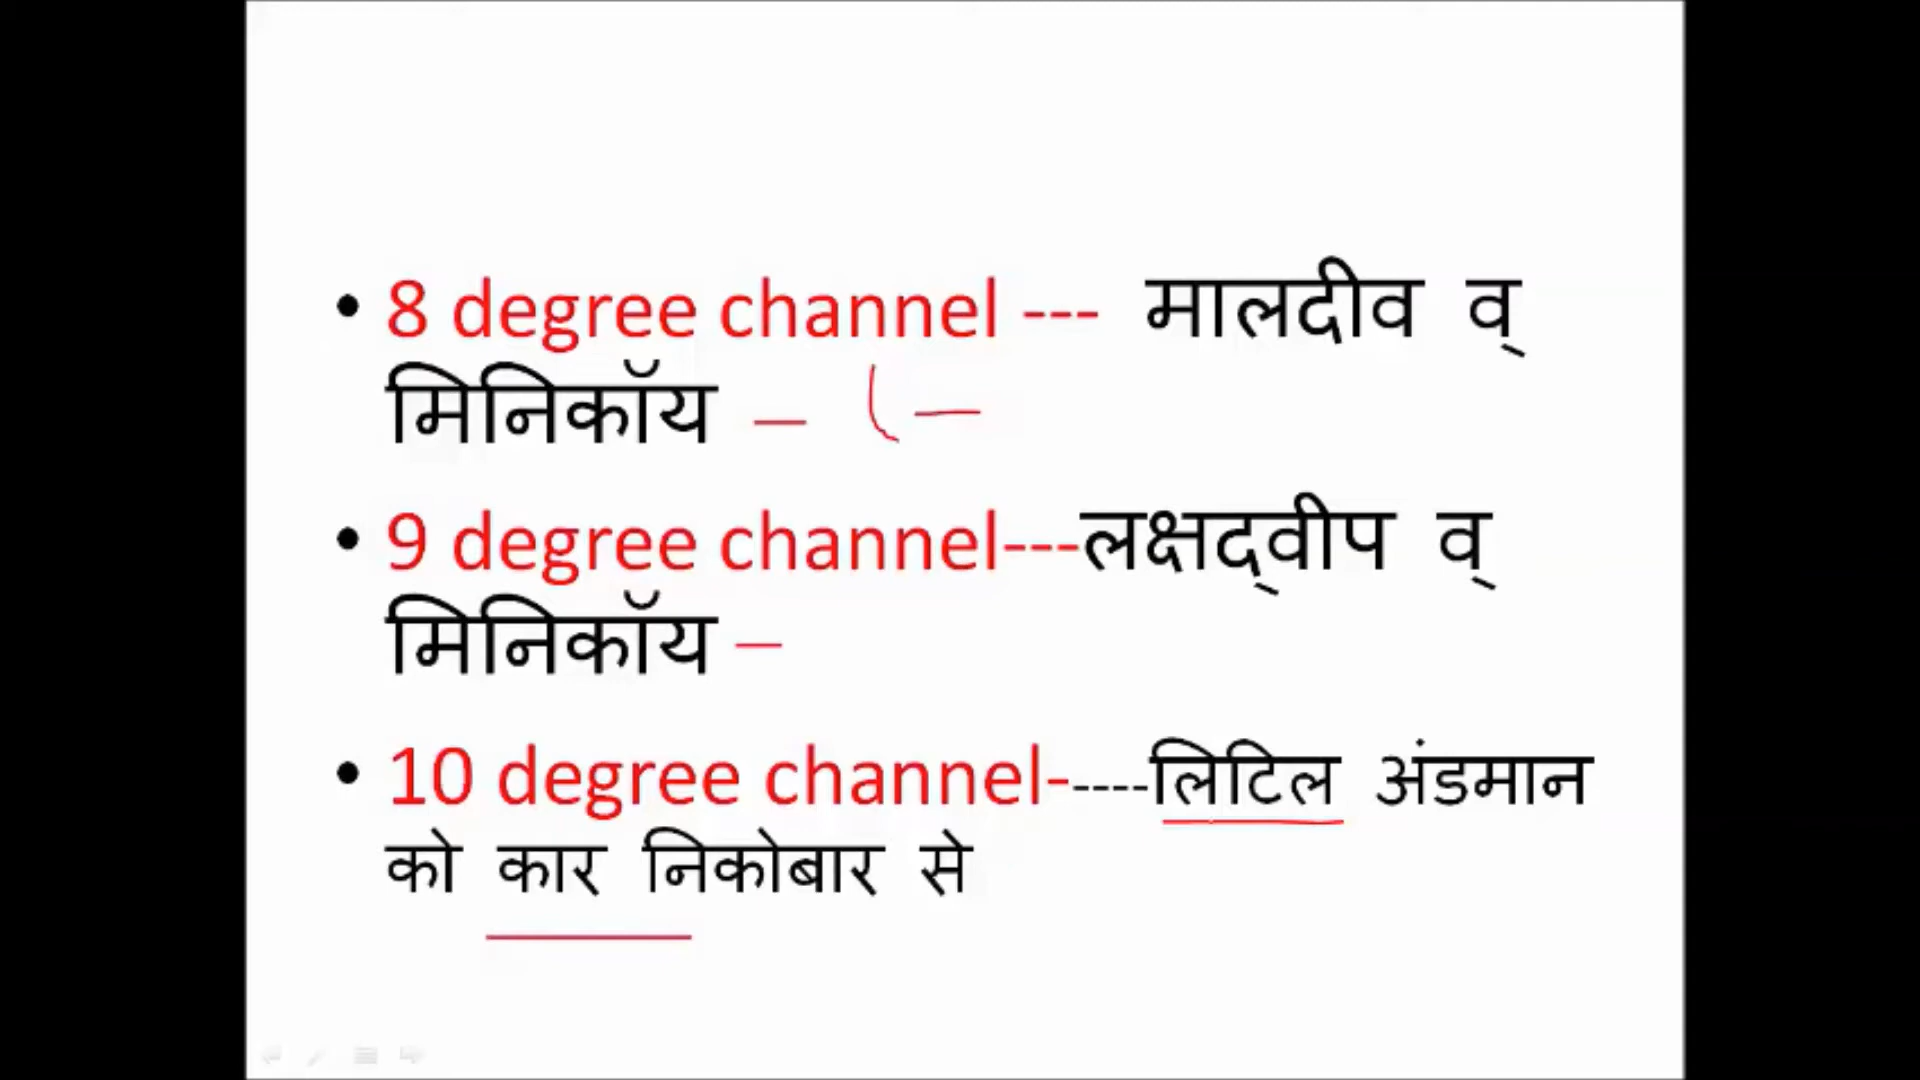 • 8 degree channel --- मालदीव व्
मिनिकॉय
• 9 degree channel---लक्षद्वीप व्
मिनिकॉय
• 10 degree channel-----लिटिल अंडमान
को कार निकोबार से